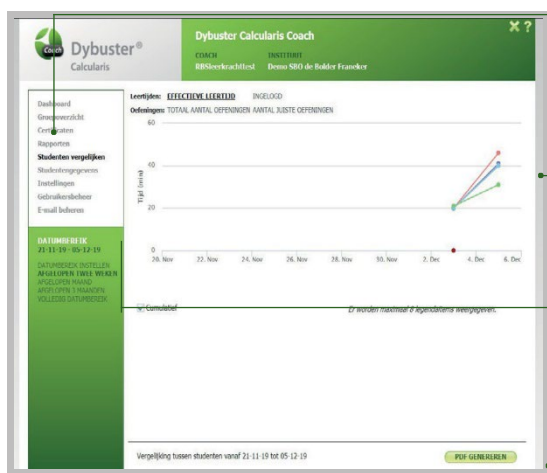 Coach
Dybuster®
Calcularis
Dybuster Calcularis Coach
X ?
COACH INSTITUUT
RBSleerkrachttest Demo SBO de Bolder Franeker
Dashboard
Groepsoverzicht
Certificaten
Rapporten
Studenten vergelijken
Studentengegevens
Instellingen
Gebruikersbeheer
E-mail beheren
DATUMBEREIK
21-11-19 - 05-12-19
DATUMBEREIK INSTELLEN
AFGELOPEN TWEE WEKEN
AFGELOPEN MAAND
AFGELOPEN 3 MAANDEN
VOLLEDIG DATUMBEREIK
Leertijden: EFFECTIEVE LEERTIJD INGELOGD
Oefeningen: TOTAAL AANTAL OEFENINGEN AANTAL JUISTE OEFENINGEN
60
40
20
0
Tijd (min)
20. Nov 22. Nov 24. Nov 26. Nov 28. Nov 30. Nov 2. Dec 4. Dec 6. Dec
Cumulatief
Er worden maximaal 8 legendaitems weergegeven.
Vergelijking tussen studenten vanaf 21-11-19 tot 05-12-19
PDF GENEREREN